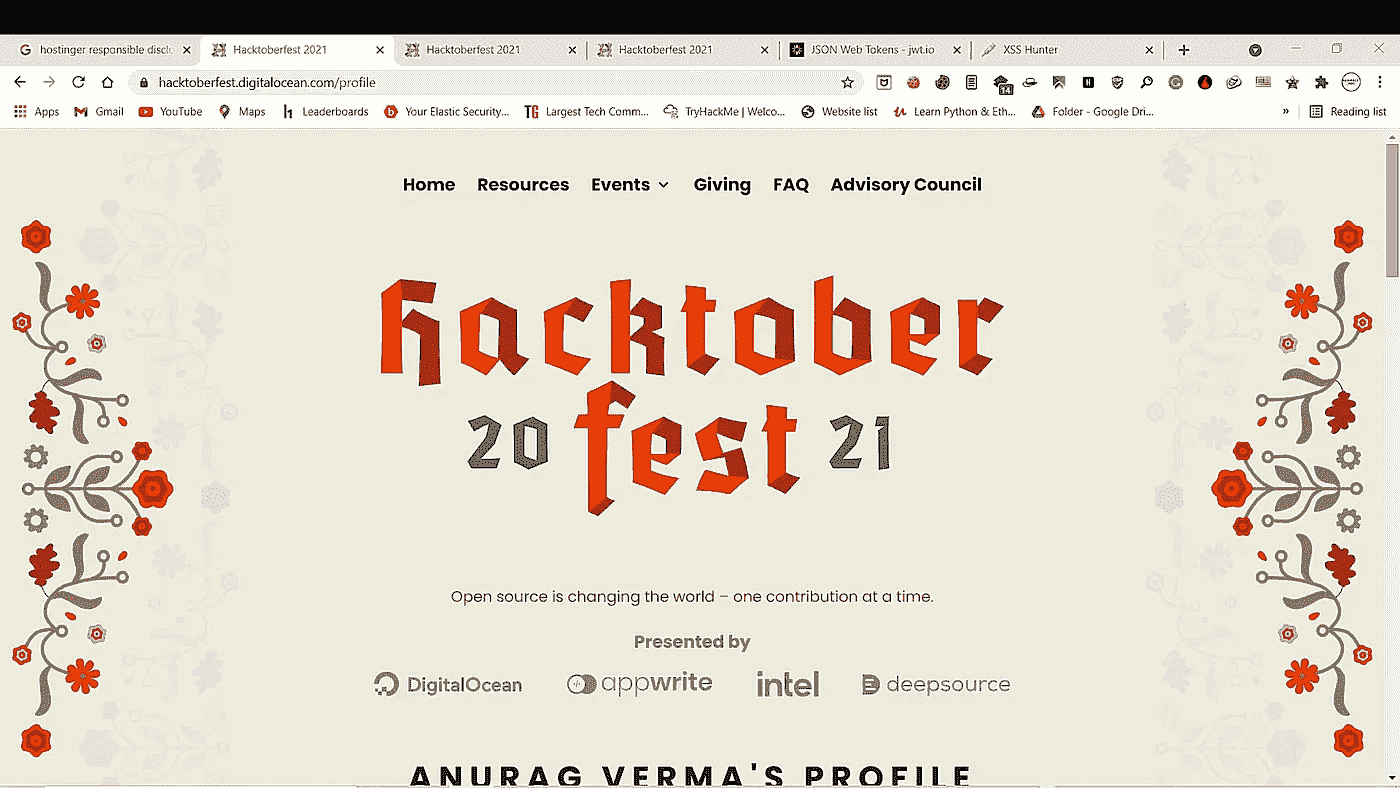 hostinger responsible disclo
Hacktoberfest 2021
Hacktoberfest 2021
Hacktoberfest 2021
JSON Web Tokens - jwt.io
XSS Hunter
hacktoberfest.digitalocean.com/profile
14
Apps
Gmail
YouTube
Maps
Leaderboards
Your Elastic Security...
Largest Tech Comm...
TryHackMe | Welco...
Website list
Learn Python & Eth...
Folder - Google Dri...
»
Reading list
Home Resources Events Giving FAQ Advisory Council
hacktober
20 fest 21
Open source is changing the world – one contribution at a time.
Presented by
DigitalOcean appwrite intel deepsource
ANURAG VERMA'S PROFILE